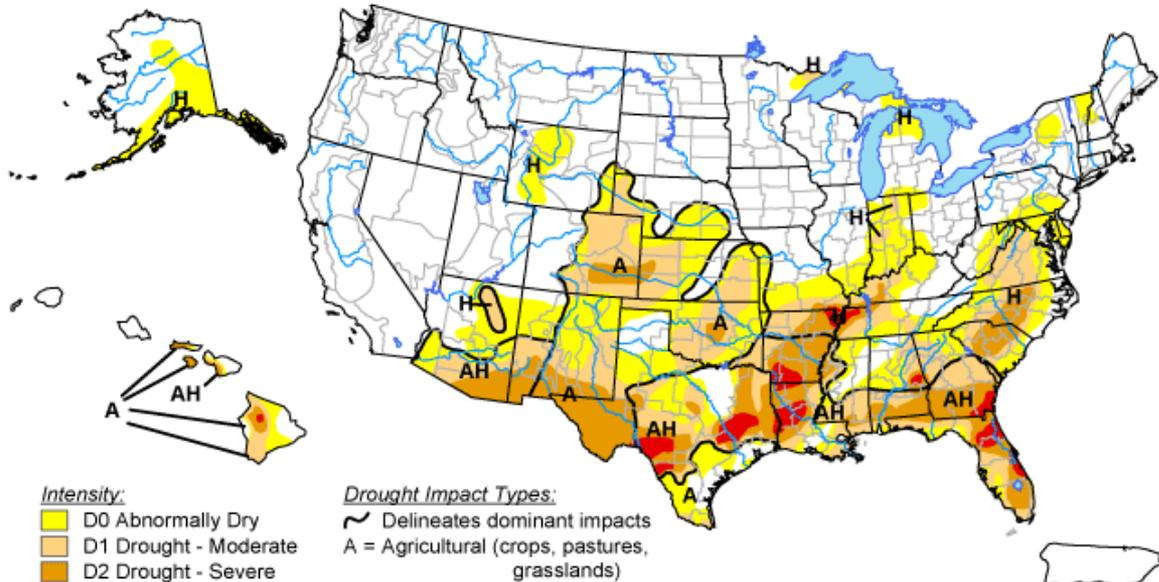 H
H
H
H
H
A
H
A
H
H
AH
A
AH
AH
AH
A
A
AH
Intensity:
D0 Abnormally Dry
D1 Drought - Moderate
D2 Drought - Severe
Drought Impact Types:
Delineates dominant impacts
A = Agricultural (crops, pastures,
grasslands)